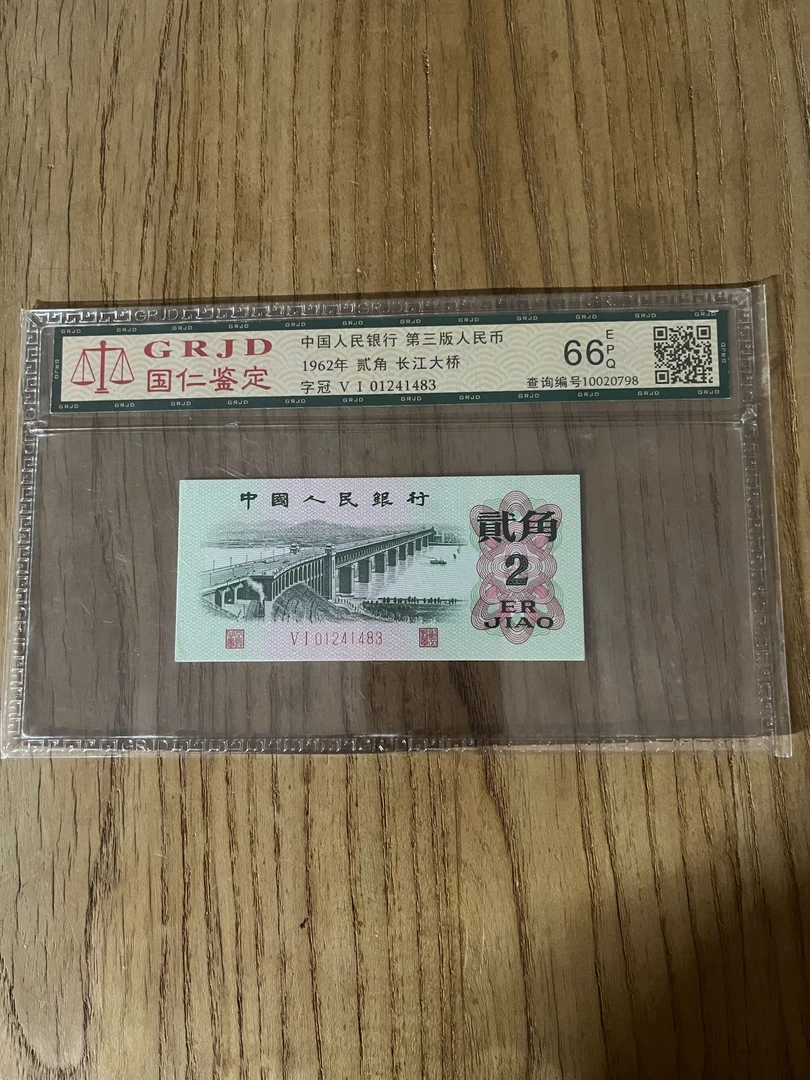 GRJD
国仁鉴定
中国人民银行 第三版人民币
1962年 贰角 长江大桥
字冠 V I 01241483
66
EPQ
查询编号10020798
中國人民銀行
貳角
2
ER
JIAO
V I 01241483